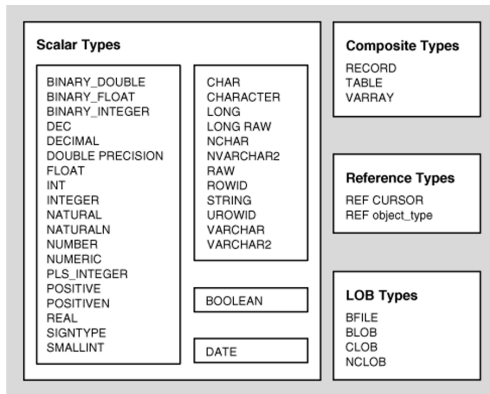 Scalar Types
BINARY_DOUBLE
BINARY_FLOAT
BINARY_INTEGER
DEC
DECIMAL
DOUBLE PRECISION
FLOAT
INT
INTEGER
NATURAL
NATURALN
NUMBER
NUMERIC
PLS_INTEGER
POSITIVE
POSITIVEN
REAL
SIGNTYPE
SMALLINT
CHAR
CHARACTER
LONG
LONG RAW
NCHAR
NVARCHAR2
RAW
ROWID
STRING
UROWID
VARCHAR
VARCHAR2
BOOLEAN
DATE
Composite Types
RECORD
TABLE
VARRAY
Reference Types
REF CURSOR
REF object_type
LOB Types
BFILE
BLOB
CLOB
NCLOB